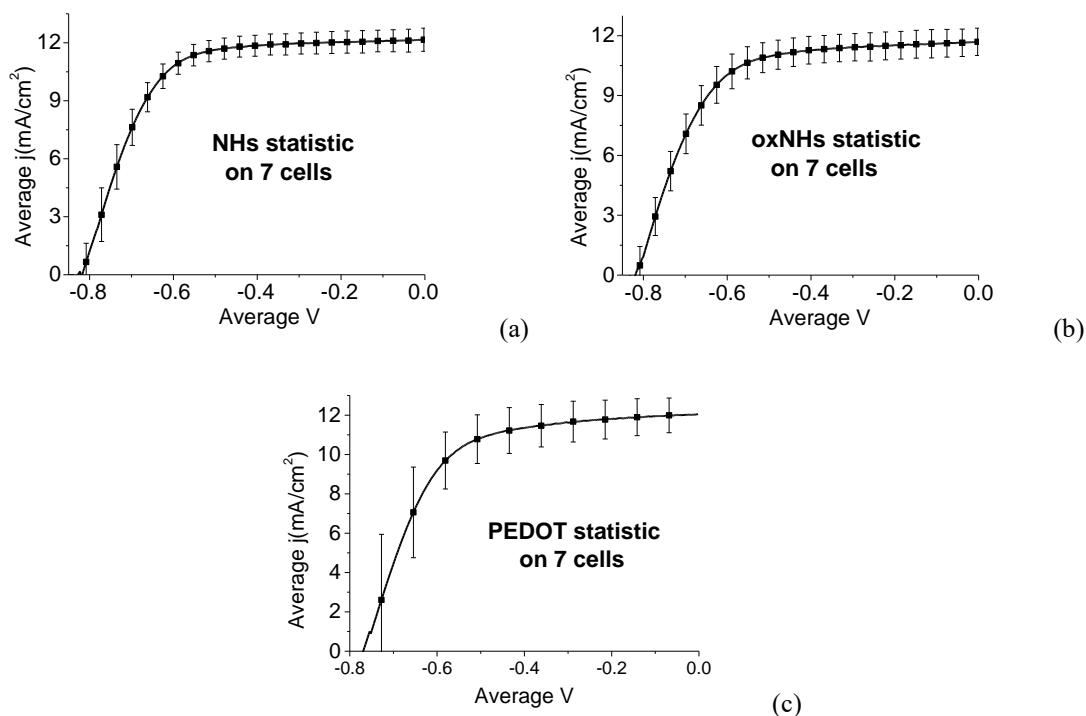 12
9
6
3
0
-0.8
-0.6
-0.4
-0.2
0.0
Average j(mA/cm²)
Average V
NHs statistic
on 7 cells
(a)
12
9
6
3
0
-0.8
-0.6
-0.4
-0.2
0.0
Average j(mA/cm²)
Average V
oxNHs statistic
on 7 cells
(b)
12
10
8
6
4
2
0
-0.8
-0.6
-0.4
-0.2
0.0
Average j(mA/cm²)
Average V
PEDOT statistic
on 7 cells
(c)